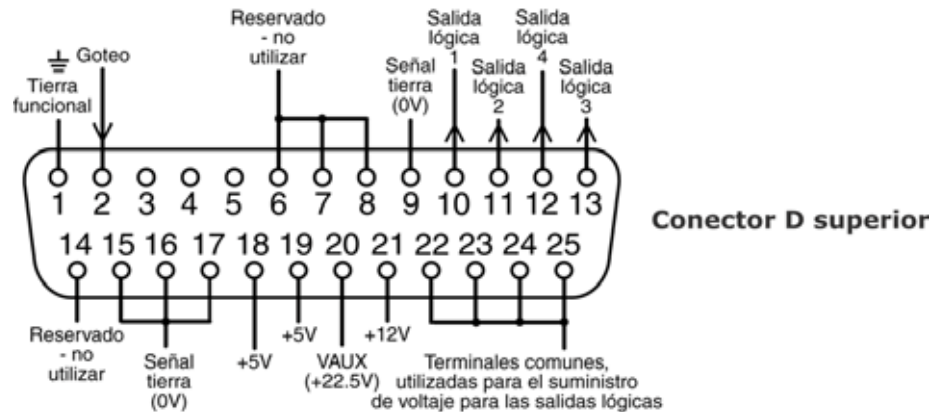 Goteo
Tierra
funcional
Reservado
- no
utilizar
Señal
tierra
(0V)
Salida
lógica
1
Salida
lógica
2
Salida
lógica
4
Salida
lógica
3
1 2 3 4 5 6 7 8 9 10 11 12 13
14 15 16 17 18 19 20 21 22 23 24 25
Conector D superior
Reservado
- no
utilizar
Señal
tierra
(0V)
+5V
+5V
VAUX
(+22.5V)
+12V
Terminales comunes,
utilizadas para el suministro
de voltaje para las salidas lógicas